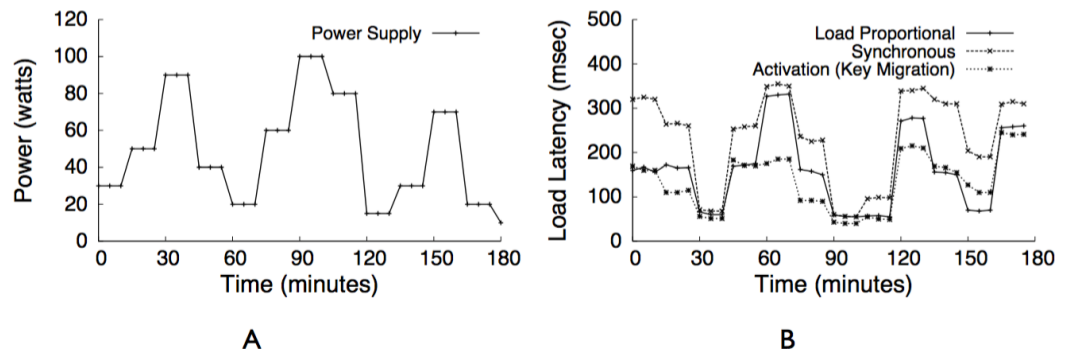 120
100
80
60
40
20
0
Power (watts)
Power Supply
0 30 60 90 120 150 180
Time (minutes)
A
500
400
300
200
100
0
Load Latency (msec)
Load Proportional
Synchronous
Activation (Key Migration)
0 30 60 90 120 150 180
Time (minutes)
B